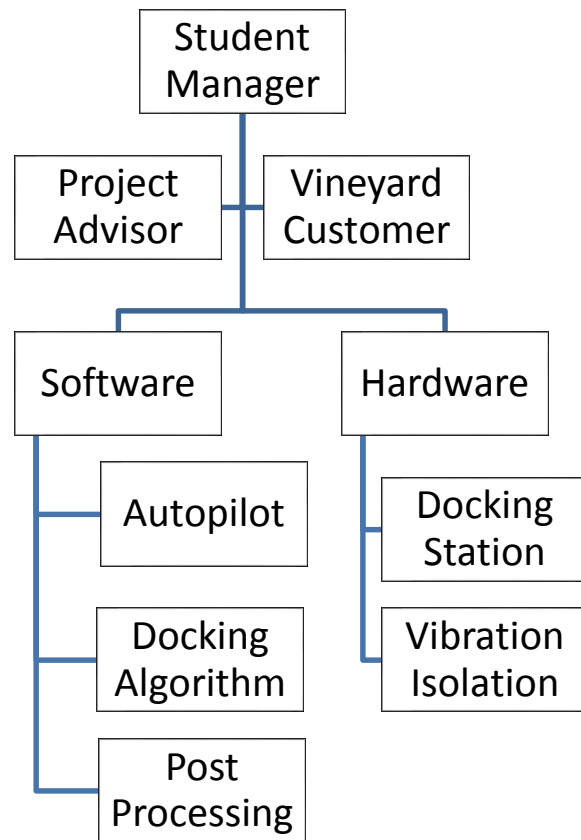 Student
Manager
Project
Advisor
Vineyard
Customer
Software
Hardware
Autopilot
Docking
Algorithm
Post
Processing
Docking
Station
Vibration
Isolation